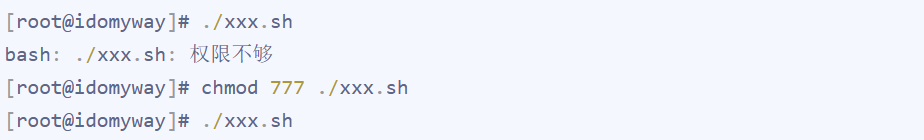 [root@idomyway]# ./xxx.sh
bash: ./xxx.sh: 权限不够
[root@idomyway]# chmod 777 ./xxx.sh
[root@idomyway]# ./xxx.sh